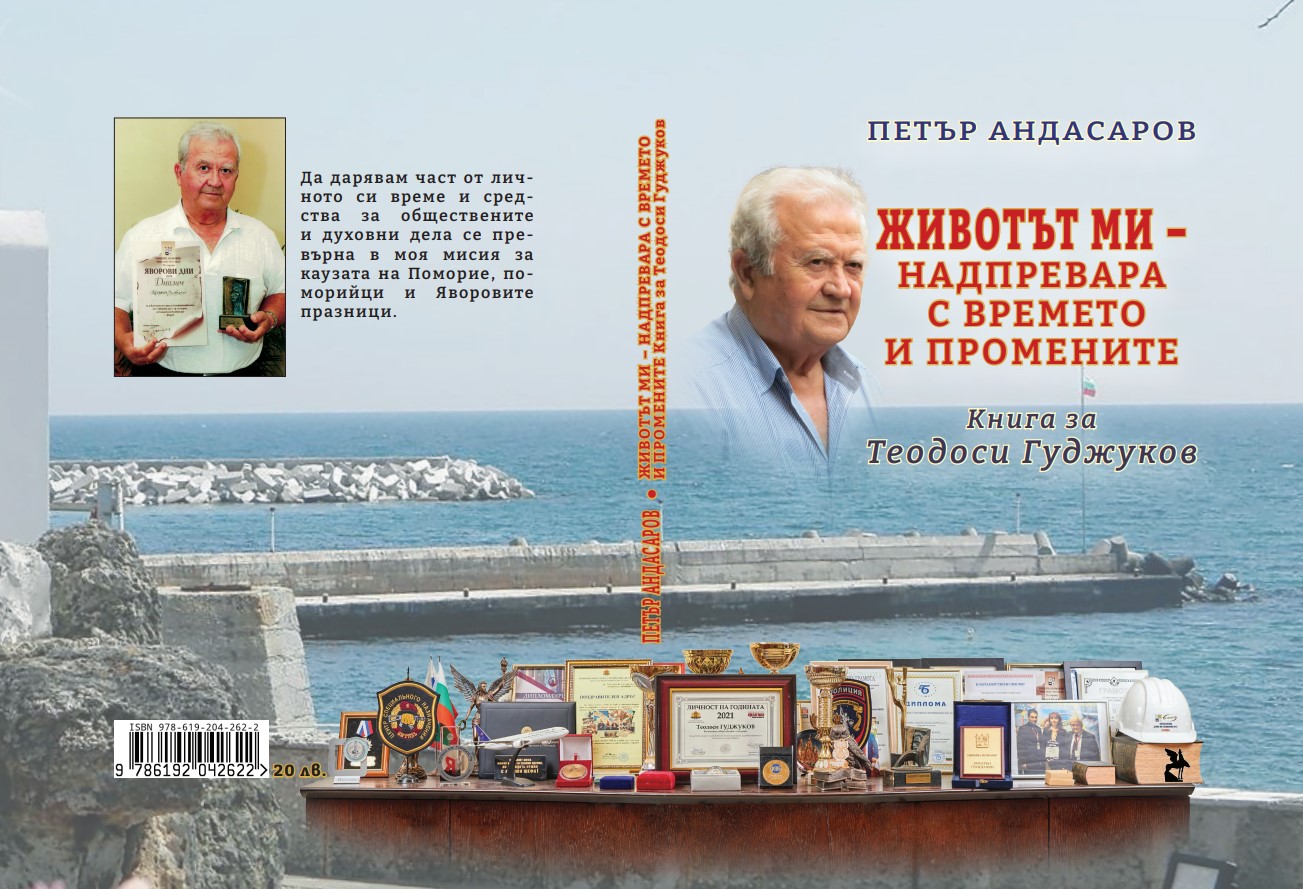 ПЕТЪР АНДАСАРОВ
ЖИВОТЪТ МИ –
НАДПРЕВАРА
С ВРЕМЕТО
И ПРОМЕНИТЕ
Книга за
Теодоси Гуджуков
ПЕТЪР АНДАСАРОВ • ЖИВОТЪТ МИ – НАДПРЕВАРА С ВРЕМЕТО
И ПРОМЕНИТЕ Книга за Теодоси Гуджуков
Да дарявам част от лич-
ното си време и сред-
ства за обществените
и духовни дела се пре-
върна в моя мисия за
каузата на Поморие, по-
морийци и Яворовите
празници.
ЯВОРОВИ ДНИ
ISBN 978-619-204-262-2
9 786192 042622 >
20 лв.
ЛИЧНОСТ НА ГОДИНАТА
2021
Теодоси ГУДЖУКОВ
ДИПЛОМА
ПОЛИЦИЯ